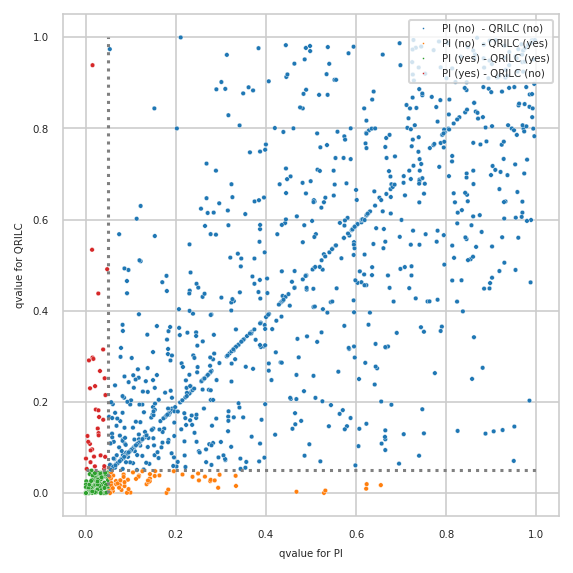 PI (no) - QRILC (no)
PI (no) - QRILC (yes)
PI (yes) - QRILC (yes)
PI (yes) - QRILC (no)
1.0
0.8
0.6
0.4
0.2
0.0
qvalue for QRILC
0.0 0.2 0.4 0.6 0.8 1.0
qvalue for PI